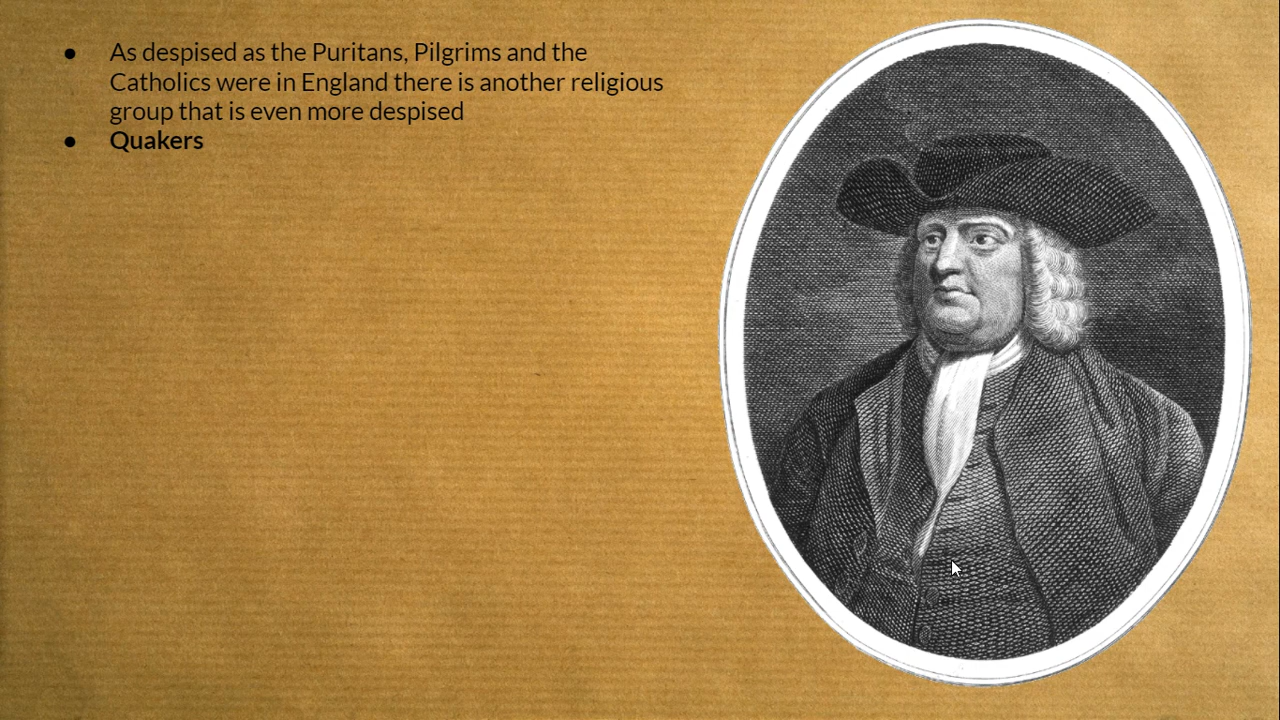 ● As despised as the Puritans, Pilgrims and the
Catholics were in England there is another religious
group that is even more despised
● Quakers